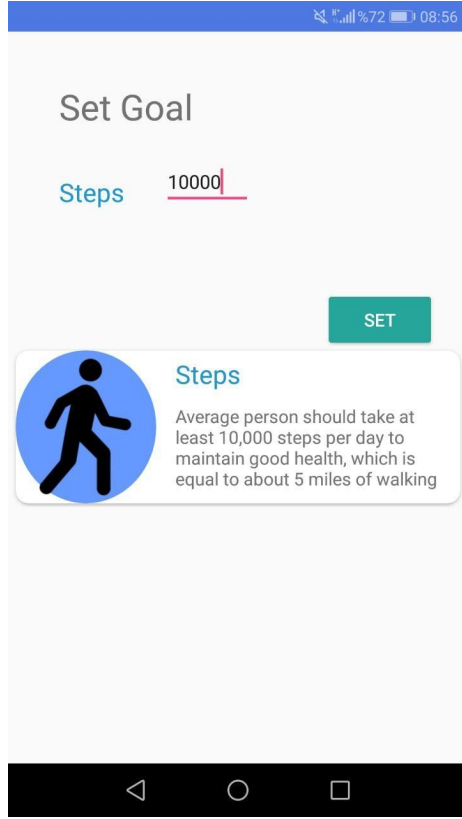 %72 08:56
Set Goal
Steps 10000
SET
Steps
Average person should take at
least 10,000 steps per day to
maintain good health, which is
equal to about 5 miles of walking